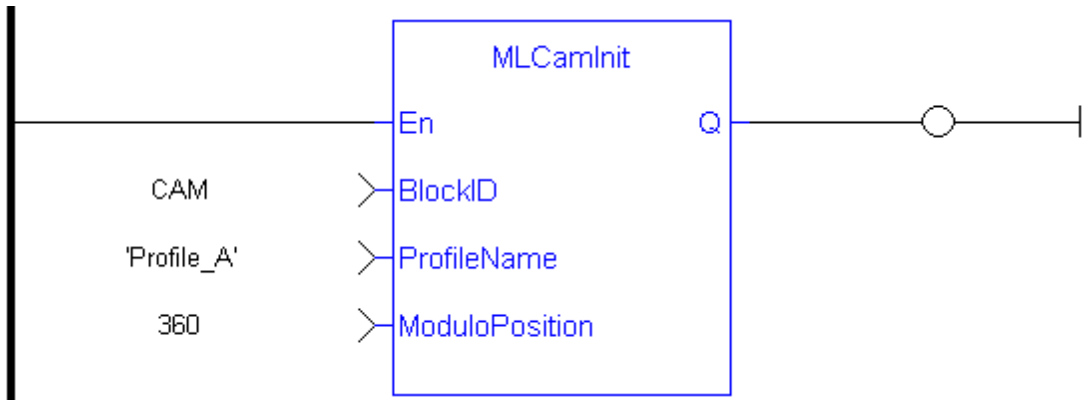 MLCamInit
En Q
CAM BlockID
'Profile_A' ProfileName
360 ModuloPosition